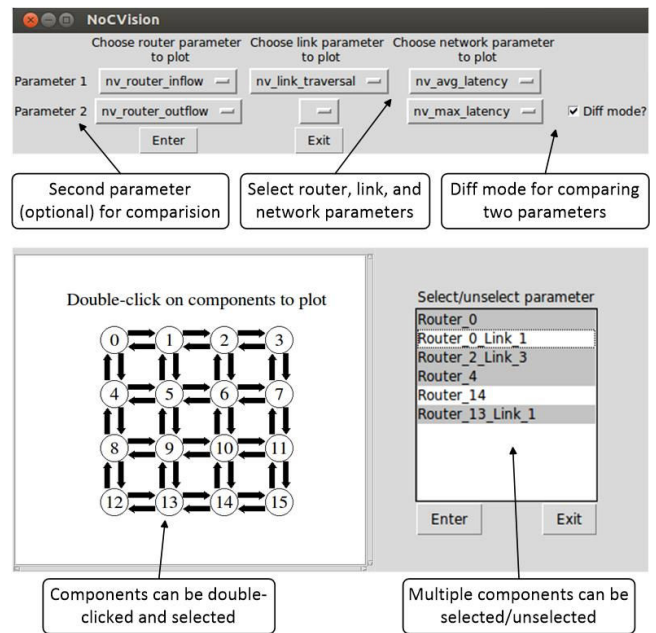 NoCVision
Choose router parameter to plot
Choose link parameter to plot
Choose network parameter to plot
Parameter 1
nv_router_inflow
nv_link_traversal
nv_avg_latency
Parameter 2
nv_router_outflow
nv_max_latency
Diff mode?
Enter
Exit
Second parameter
(optional) for comparision
Select router, link, and
network parameters
Diff mode for comparing
two parameters
Double-click on components to plot
0 1 2 3
4 5 6 7
8 9 10 11
12 13 14 15
Select/unselect parameter
Router_0
Router_0_Link_1
Router_2_Link_3
Router_4
Router_14
Router_13_Link_1
Enter
Exit
Components can be double-
clicked and selected
Multiple components can be
selected/unselected